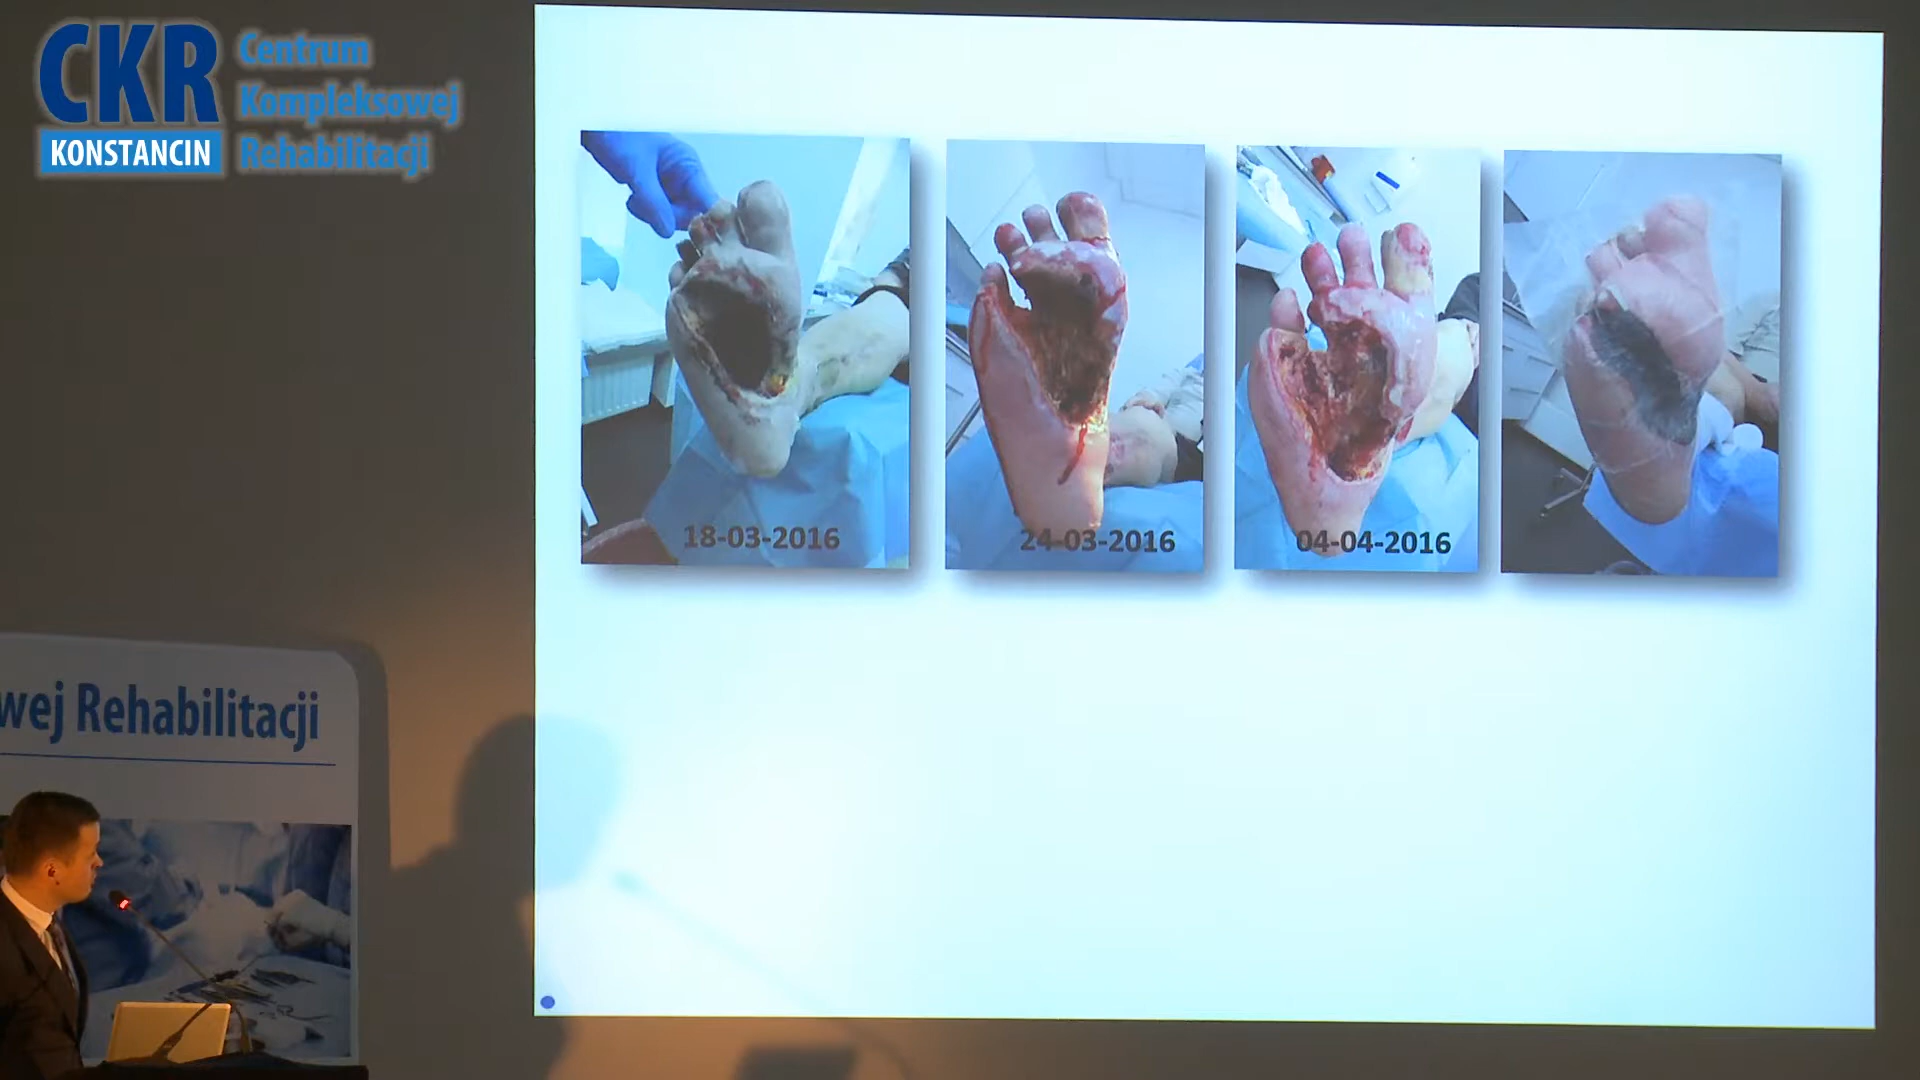 CKR
KONSTANCIN
Centrum
Kompleksowej
Rehabilitacji
18-03-2016
24-03-2016
04-04-2016
wej Rehabilitacji